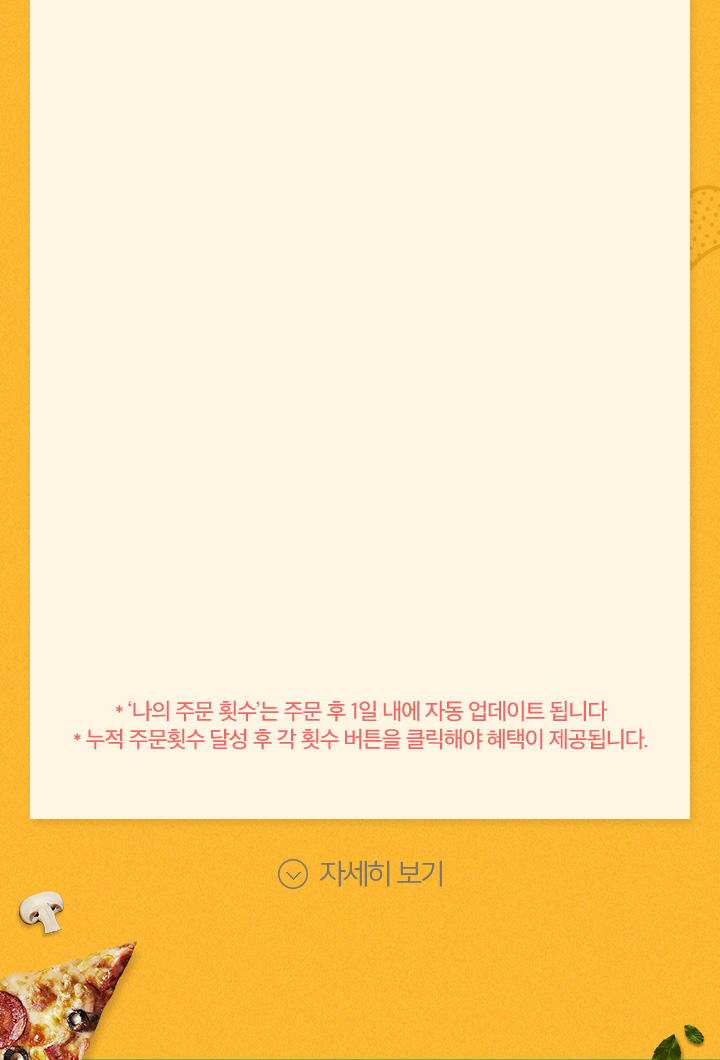 * ‘나의 주문 횟수’는 주문 후 1일 내에 자동 업데이트 됩니다
* 누적 주문횟수 달성 후 각 횟수 버튼을 클릭해야 혜택이 제공됩니다.
자세히 보기